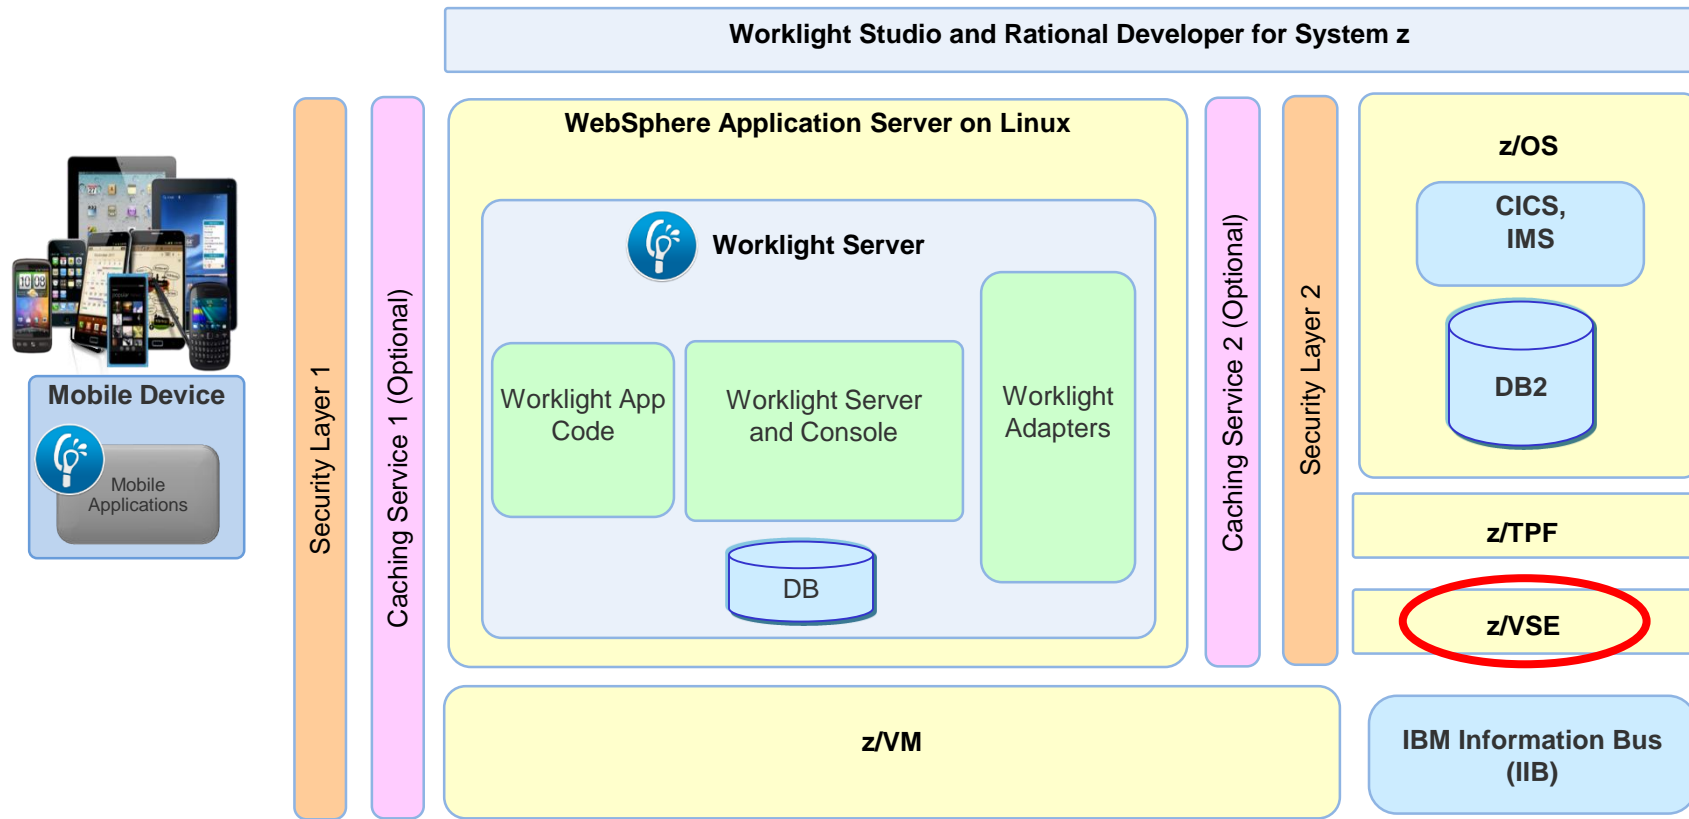 Worklight Studio and Rational Developer for System z
Mobile Device
Mobile
Applications
Security Layer 1
Caching Service 1 (Optional)
WebSphere Application Server on Linux
Worklight Server
Worklight App
Code
Worklight Server
and Console
Worklight
Adapters
DB
Caching Service 2 (Optional)
Security Layer 2
z/OS
CICS,
IMS
DB2
z/TPF
z/VSE
z/VM
IBM Information Bus
(IIB)